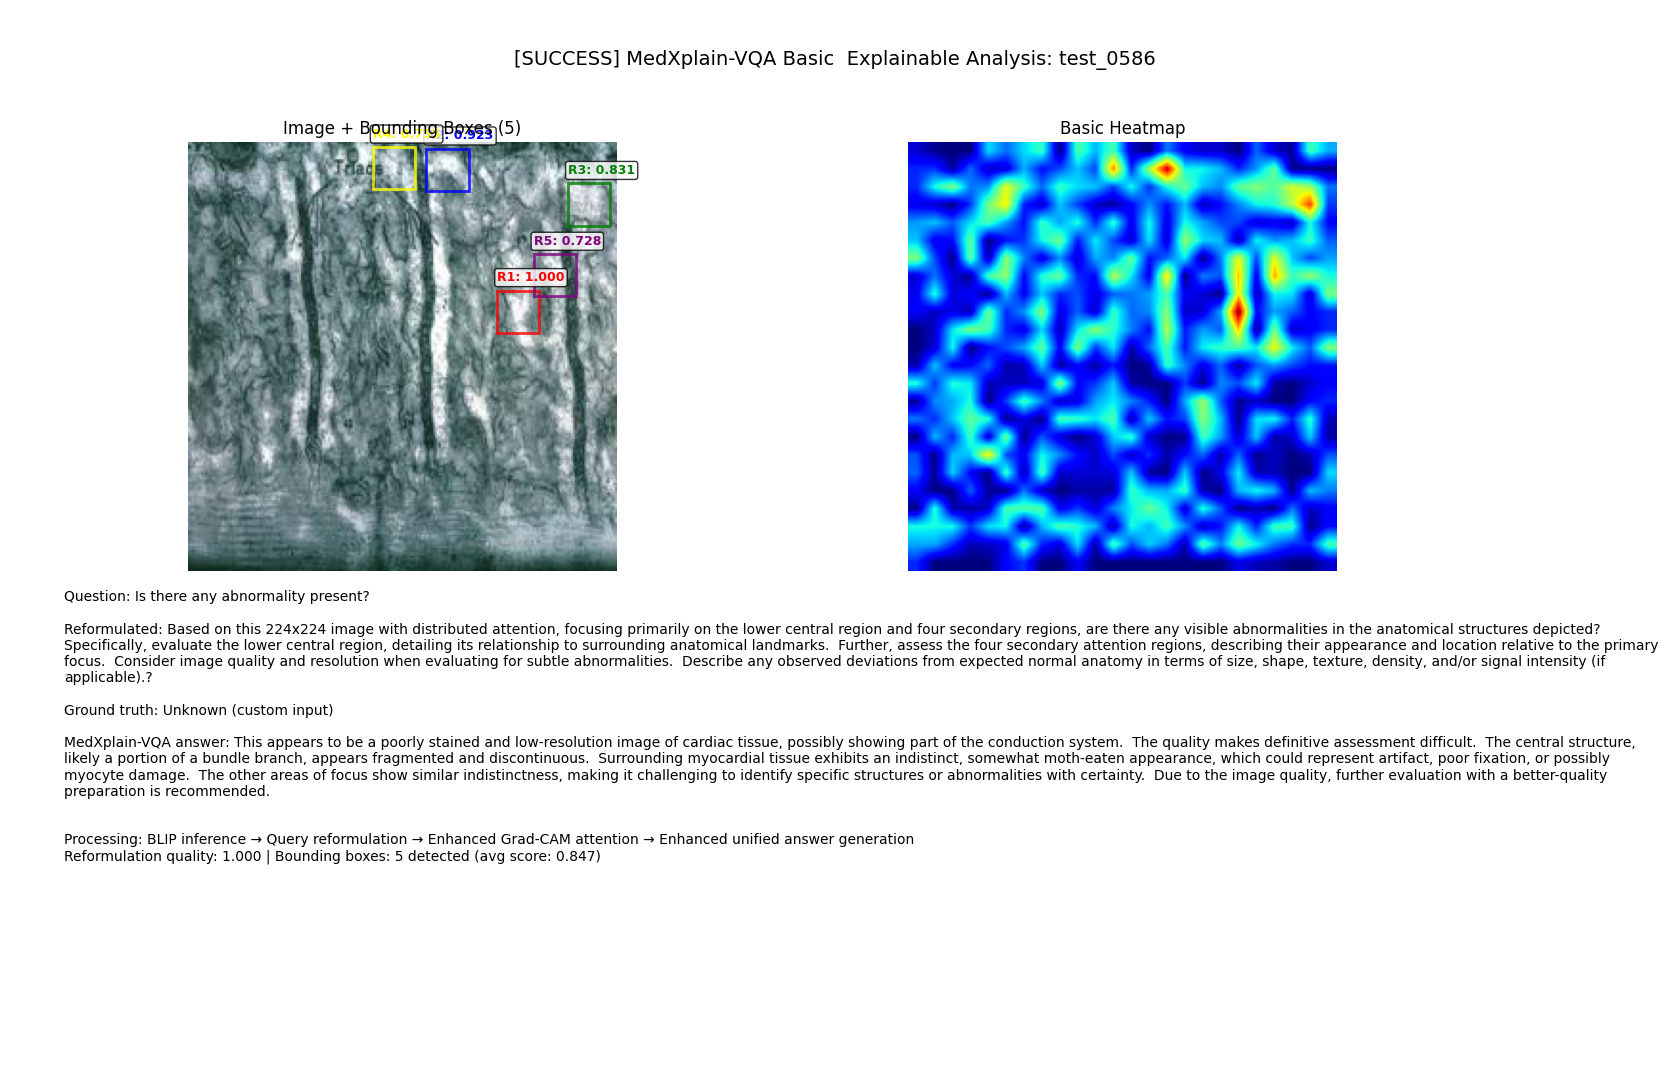 [SUCCESS] MedXplain-VQA Basic  Explainable Analysis: test_0586
Image + Bounding Boxes (5)
Basic Heatmap
: 0.923
Triads
R3: 0.831
R5: 0.728
R1: 1.000
Question: Is there any abnormality present?
Reformulated: Based on this 224x224 image with distributed attention, focusing primarily on the lower central region and four secondary regions, are there any visible abnormalities in the anatomical structures depicted?
Specifically, evaluate the lower central region, detailing its relationship to surrounding anatomical landmarks.  Further, assess the four secondary attention regions, describing their appearance and location relative to the primary
focus.  Consider image quality and resolution when evaluating for subtle abnormalities.  Describe any observed deviations from expected normal anatomy in terms of size, shape, texture, density, and/or signal intensity (if
applicable).?
Ground truth: Unknown (custom input)
MedXplain-VQA answer: This appears to be a poorly stained and low-resolution image of cardiac tissue, possibly showing part of the conduction system.  The quality makes definitive assessment difficult.  The central structure,
likely a portion of a bundle branch, appears fragmented and discontinuous.  Surrounding myocardial tissue exhibits an indistinct, somewhat moth-eaten appearance, which could represent artifact, poor fixation, or possibly
myocyte damage.  The other areas of focus show similar indistinctness, making it challenging to identify specific structures or abnormalities with certainty.  Due to the image quality, further evaluation with a better-quality
preparation is recommended.
Processing: BLIP inference → Query reformulation → Enhanced Grad-CAM attention → Enhanced unified answer generation
Reformulation quality: 1.000 | Bounding boxes: 5 detected (avg score: 0.847)